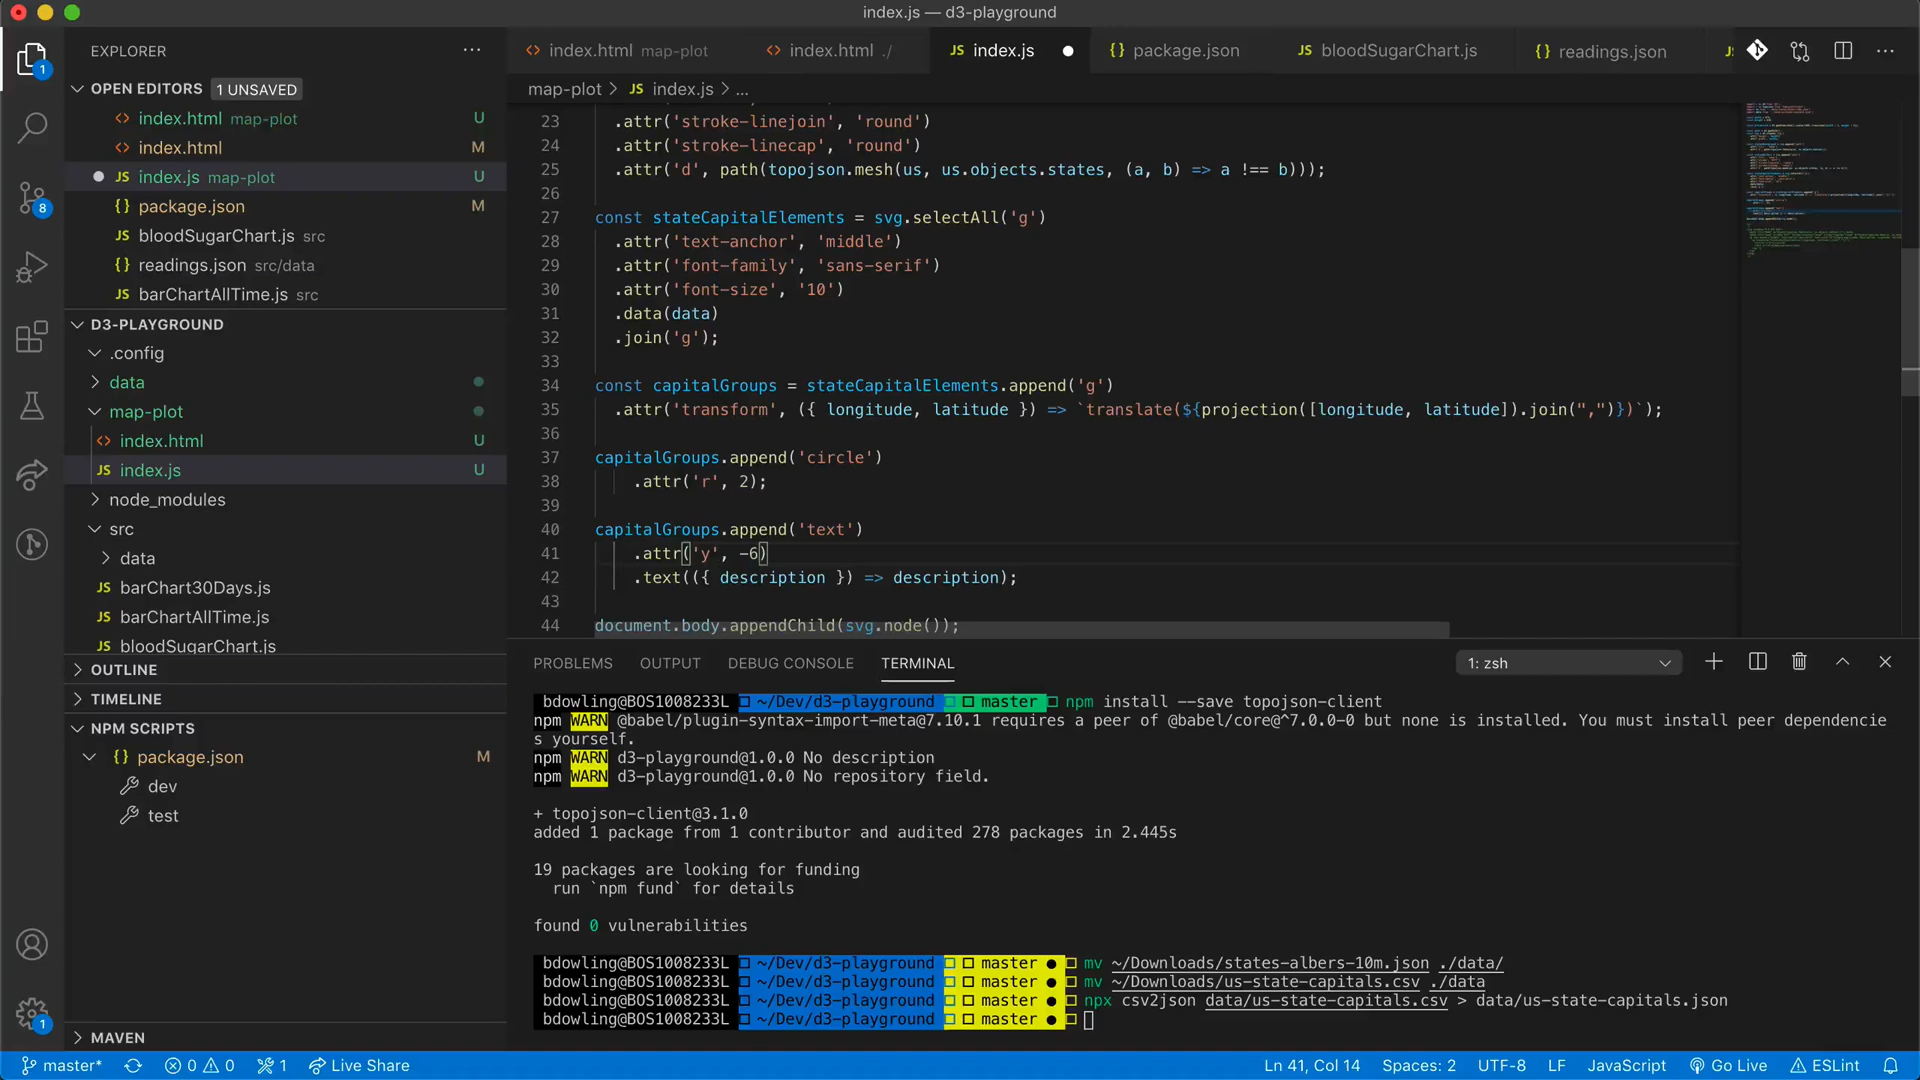 index.js — d3-playground
EXPLORER
OPEN EDITORS 1 UNSAVED
index.html map-plot U
index.html M
index.js map-plot U
package.json M
bloodSugarChart.js src
readings.json src/data
barChartAllTime.js src
D3-PLAYGROUND
.config
data
map-plot
index.html U
index.js U
node_modules
src
data
barChart30Days.js
barChartAllTime.js
bloodSugarChart.js
OUTLINE
TIMELINE
NPM SCRIPTS
package.json M
dev
test
MAVEN
1
8
1
index.html map-plot
index.html ./
JS index.js
package.json
JS bloodSugarChart.js
readings.json
map-plot > JS index.js > ...
23 .attr('stroke-linejoin', 'round')
24 .attr('stroke-linecap', 'round')
25 .attr('d', path(topojson.mesh(us, us.objects.states, (a, b) => a !== b)));
26
27 const stateCapitalElements = svg.selectAll('g')
28 .attr('text-anchor', 'middle')
29 .attr('font-family', 'sans-serif')
30 .attr('font-size', '10')
31 .data(data)
32 .join('g');
33
34 const capitalGroups = stateCapitalElements.append('g')
35 .attr('transform', ({ longitude, latitude }) => `translate(${projection([longitude, latitude]).join(",")})`);
36
37 capitalGroups.append('circle')
38 .attr('r', 2);
39
40 capitalGroups.append('text')
41 .attr('y', -6)
42 .text(({ description }) => description);
43
44 document.body.appendChild(svg.node());
PROBLEMS OUTPUT DEBUG CONSOLE TERMINAL 1: zsh
bdowling@BOS1008233L ~/Dev/d3-playground master npm install --save topojson-client
npm WARN @babel/plugin-syntax-import-meta@7.10.1 requires a peer of @babel/core@^7.0.0-0 but none is installed. You must install peer dependencie
s yourself.
npm WARN d3-playground@1.0.0 No description
npm WARN d3-playground@1.0.0 No repository field.
+ topojson-client@3.1.0
added 1 package from 1 contributor and audited 278 packages in 2.445s
19 packages are looking for funding
run `npm fund` for details
found 0 vulnerabilities
bdowling@BOS1008233L ~/Dev/d3-playground master ● mv ~/Downloads/states-albers-10m.json ./data/
bdowling@BOS1008233L ~/Dev/d3-playground master ● mv ~/Downloads/us-state-capitals.csv ./data
bdowling@BOS1008233L ~/Dev/d3-playground master ● npx csv2json data/us-state-capitals.csv > data/us-state-capitals.json
bdowling@BOS1008233L ~/Dev/d3-playground master ●
master* 0 0 1 Live Share Ln 41, Col 14 Spaces: 2 UTF-8 LF JavaScript Go Live ESLint